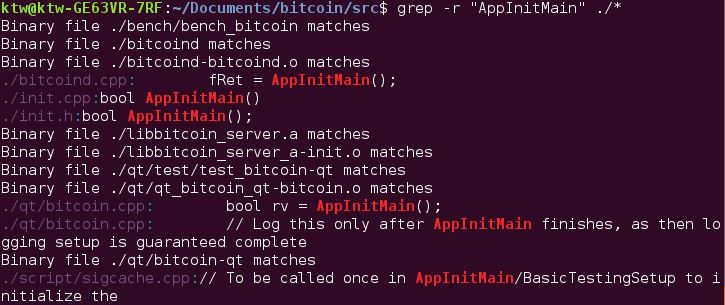 ktw@ktw-GE63VR-7RF:~/Documents/bitcoin/src$ grep -r "AppInitMain" ./*
Binary file ./bench/bench_bitcoin matches
Binary file ./bitcoind matches
Binary file ./bitcoind-bitcoind.o matches
./bitcoind.cpp:        fRet = AppInitMain();
./init.cpp:bool AppInitMain()
./init.h:bool AppInitMain();
Binary file ./libbitcoin_server.a matches
Binary file ./libbitcoin_server_a-init.o matches
Binary file ./qt/test/test_bitcoin-qt matches
Binary file ./qt/qt_bitcoin_qt-bitcoin.o matches
./qt/bitcoin.cpp:        bool rv = AppInitMain();
./qt/bitcoin.cpp:        // Log this only after AppInitMain finishes, as then lo
gging setup is guaranteed complete
Binary file ./qt/bitcoin-qt matches
./script/sigcache.cpp:// To be called once in AppInitMain/BasicTestingSetup to i
nitialize the